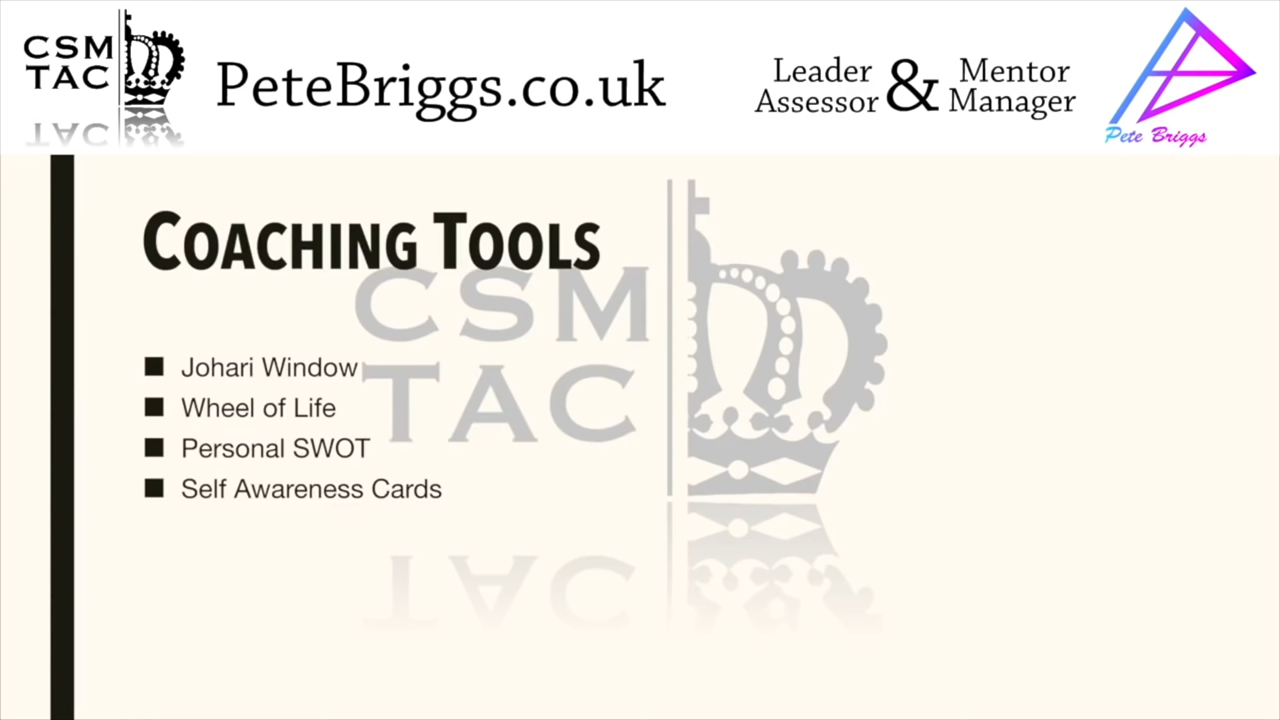 CSM
TAC
PeteBriggs.co.uk
Leader
Assessor
&
Mentor
Manager
Pete Briggs
COACHING TOOLS
CSM
TAC
Johari Window
Wheel of Life
Personal SWOT
Self Awareness Cards